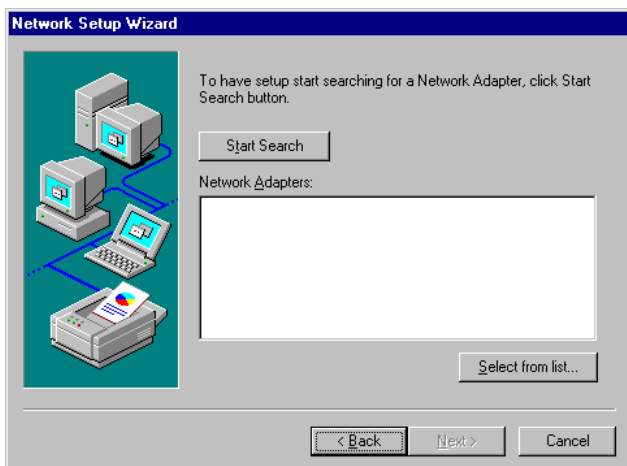 Network Setup Wizard
To have setup start searching for a Network Adapter, click Start
Search button.
Start Search
Network Adapters:
Select from list...
< Back
Next >
Cancel